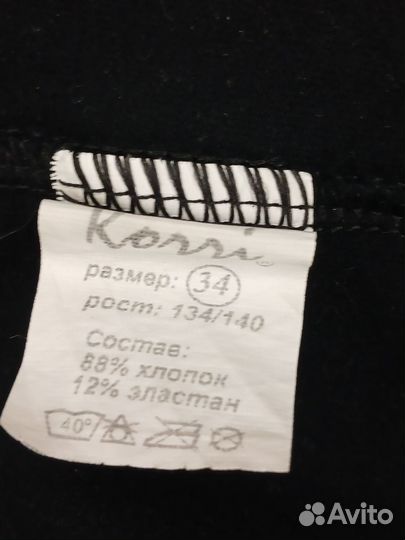 Korri®
размер: 34
рост: 134/140
Состав:
88% хлопок
12% эластан
40°
Avito